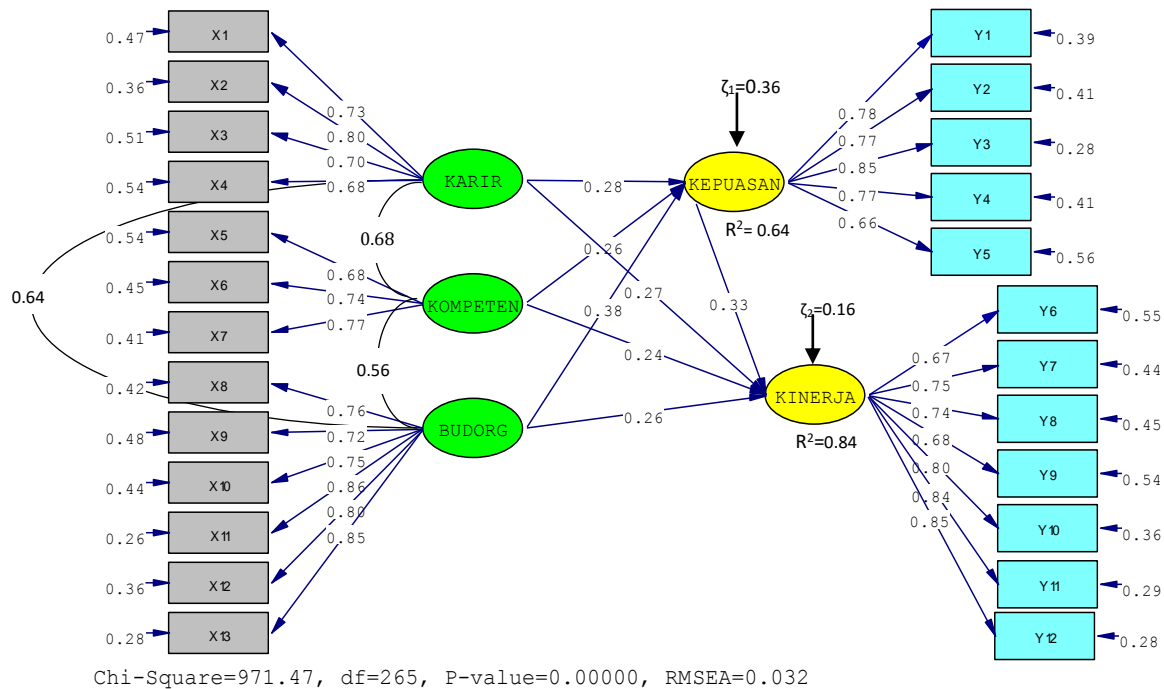 0.47 X1
0.36 X2
0.51 X3
0.54 X4
0.54 X5
0.45 X6
0.41 X7
0.42 X8
0.48 X9
0.44 X10
0.26 X11
0.36 X12
0.28 X13
0.73
0.80
0.70
0.68
0.68
0.74
0.77
0.76
0.72
0.75
0.86
0.80
0.85
0.64
0.68
0.56
KARIR
KOMPETEN
BUDORG
0.28
0.26
0.38
0.27
0.24
0.26
0.33
ζ1=0.36
KEPUASAN
R²= 0.64
ζ2=0.16
KINERJA
R²=0.84
0.78
0.77
0.85
0.77
0.66
0.67
0.75
0.74
0.68
0.80
0.84
0.85
Y1 0.39
Y2 0.41
Y3 0.28
Y4 0.41
Y5 0.56
Y6 0.55
Y7 0.44
Y8 0.45
Y9 0.54
Y10 0.36
Y11 0.29
Y12 0.28
Chi-Square=971.47, df=265, P-value=0.00000, RMSEA=0.032